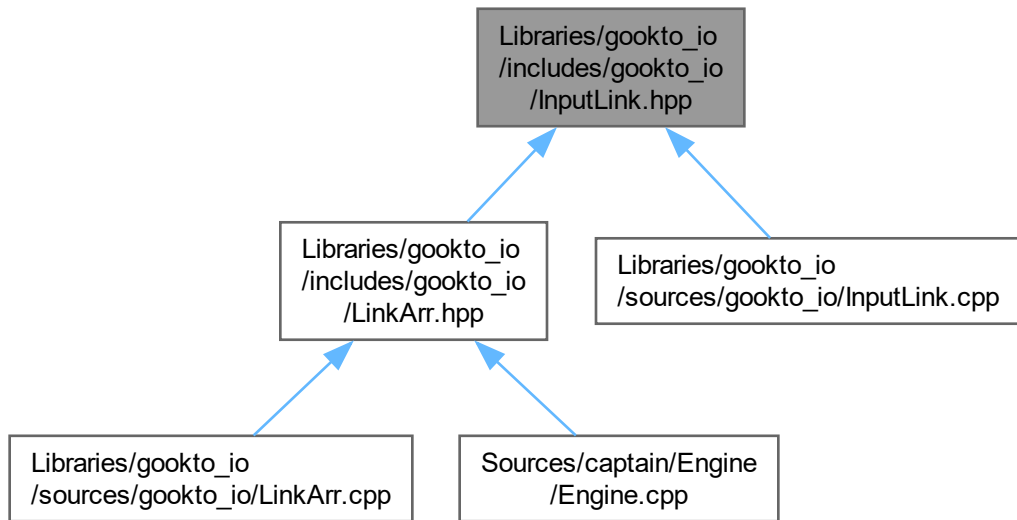 Libraries/gookto_io
/includes/gookto_io
/InputLink.hpp
Libraries/gookto_io
/includes/gookto_io
/LinkArr.hpp
Libraries/gookto_io
/sources/gookto_io/InputLink.cpp
Libraries/gookto_io
/sources/gookto_io/LinkArr.cpp
Sources/captain/Engine
/Engine.cpp